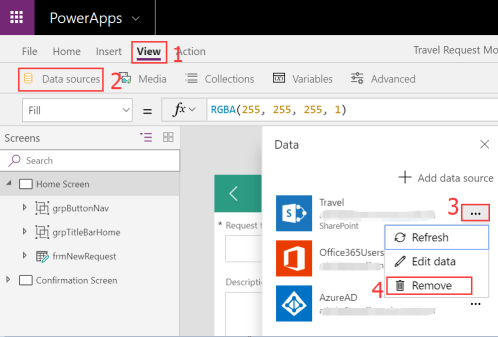 PowerApps
File Home Insert View 1 Action Travel Request Mo
Data sources 2 Media Collections Variables Advanced
Fill = fx RGBA(255, 255, 255, 1)
Screens
Search
Home Screen
grpButtonNav
grpTitleBarHome
frmNewRequest
Confirmation Screen
* Request
Descripti
Data
+ Add data source
Travel 3 ...
SharePoint
Office365Users
AzureAD ...
Refresh
Edit data
4 Remove